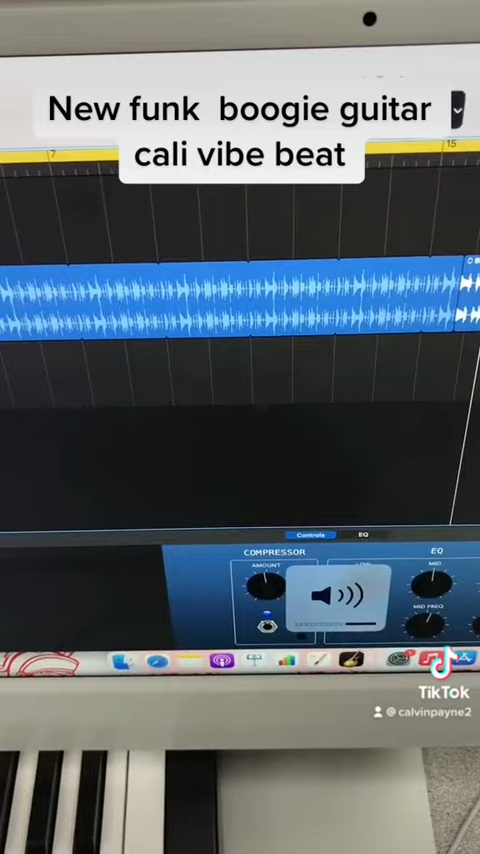 New funk boogie guitar
cali vibe beat
7
15
Controls
EQ
COMPRESSOR
EQ
AMOUNT
LOW
MID
MID FREQ
TikTok
@calvinpayne2